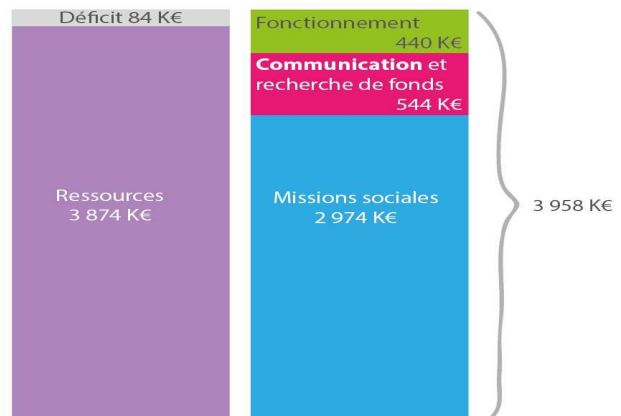 Déficit 84 K€
Ressources
3 874 K€
Fonctionnement
440 K€
Communication et
recherche de fonds
544 K€
Missions sociales
2 974 K€
3 958 K€